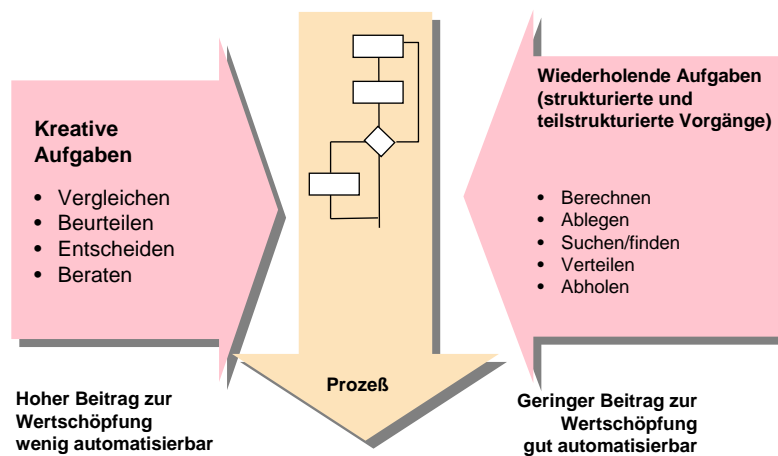 Kreative
Aufgaben
• Vergleichen
• Beurteilen
• Entscheiden
• Beraten
Hoher Beitrag zur
Wertschöpfung
wenig automatisierbar
Prozeß
Wiederholende Aufgaben
(strukturierte und
teilstrukturierte Vorgänge)
• Berechnen
• Ablegen
• Suchen/finden
• Verteilen
• Abholen
Geringer Beitrag zur
Wertschöpfung
gut automatisierbar